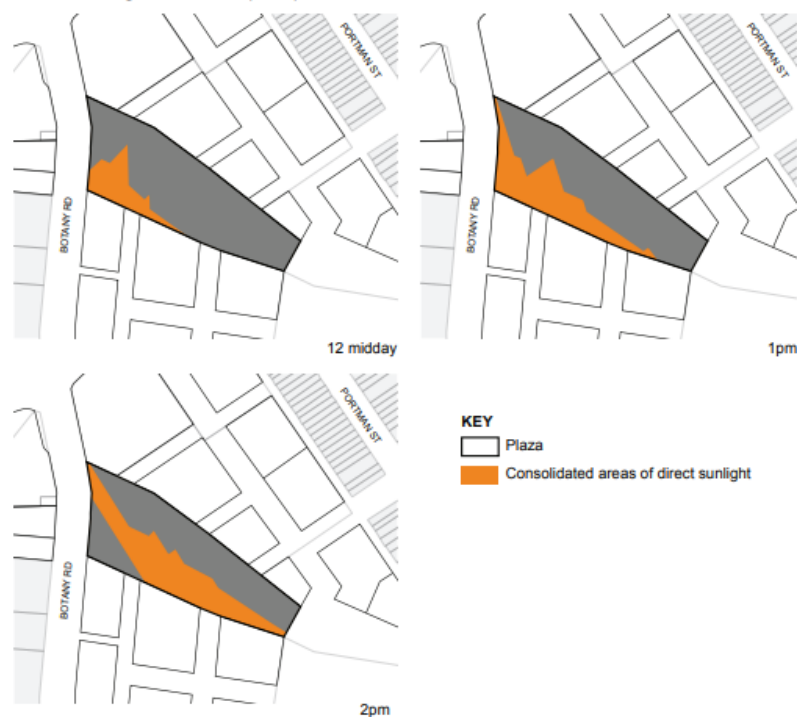 PORTMAN ST
BOTANY RD
12 midday
PORTMAN ST
BOTANY RD
1pm
PORTMAN ST
BOTANY RD
2pm
KEY
Plaza
Consolidated areas of direct sunlight